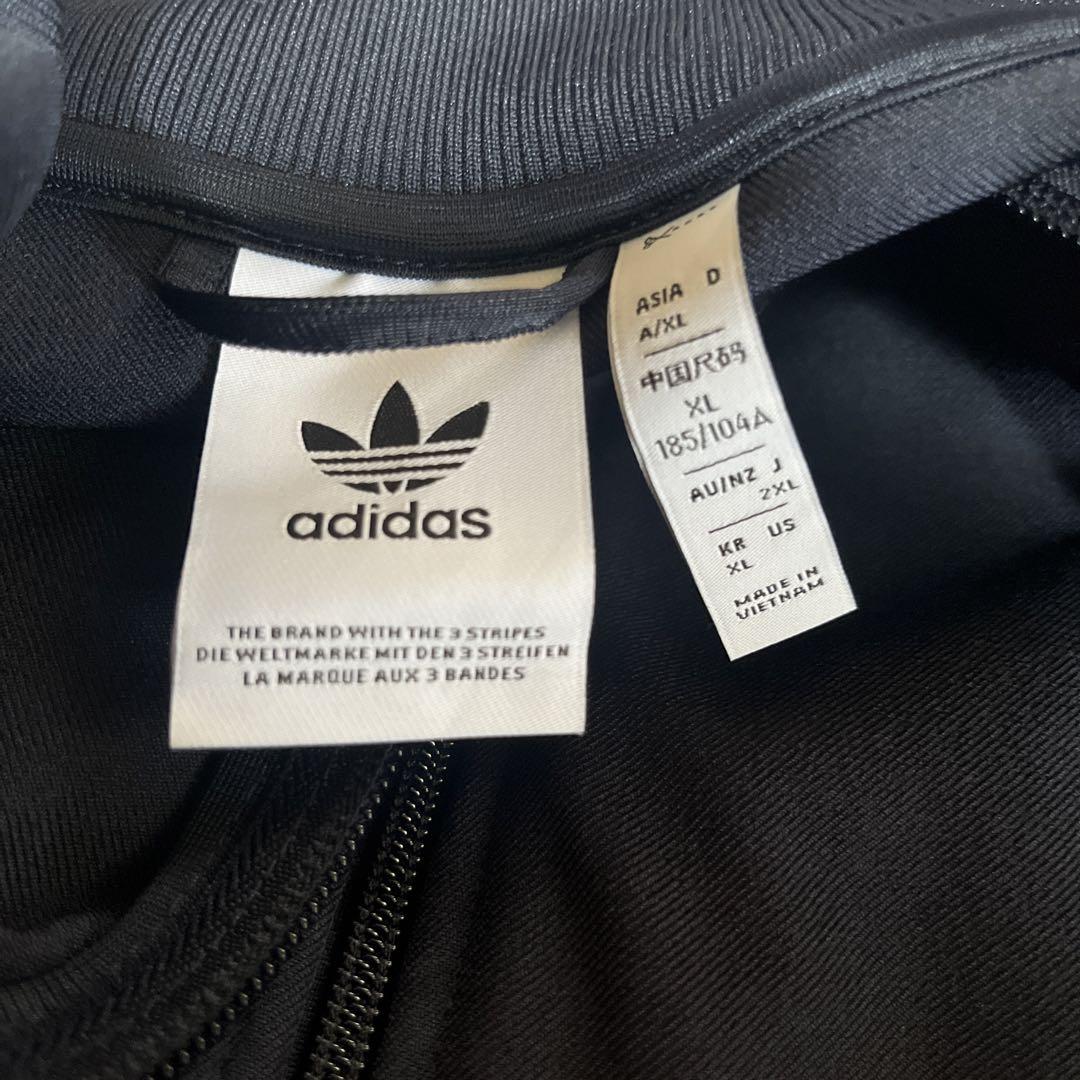 adidas
THE BRAND WITH THE 3 STRIPES
DIE WELTMARKE MIT DEN 3 STREIFEN
LA MARQUE AUX 3 BANDES
ASIA D
A/XL
中国尺码
XL
185/104A
AU/NZ J
2XL
KR US
XL
MADE IN
VIETNAM